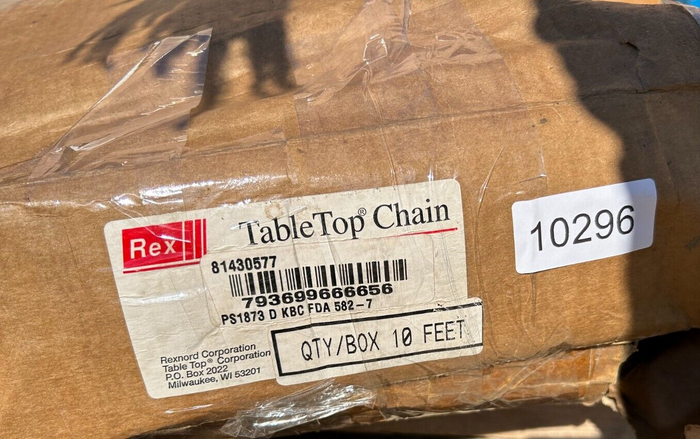 Rex
TableTop® Chain
81430577
793699666656
PS1873 D KBC FDA 582-7
QTY/BOX 10 FEET
Rexnord Corporation
Table Top® Corporation
P.O. Box 2022
Milwaukee, WI 53201
10296